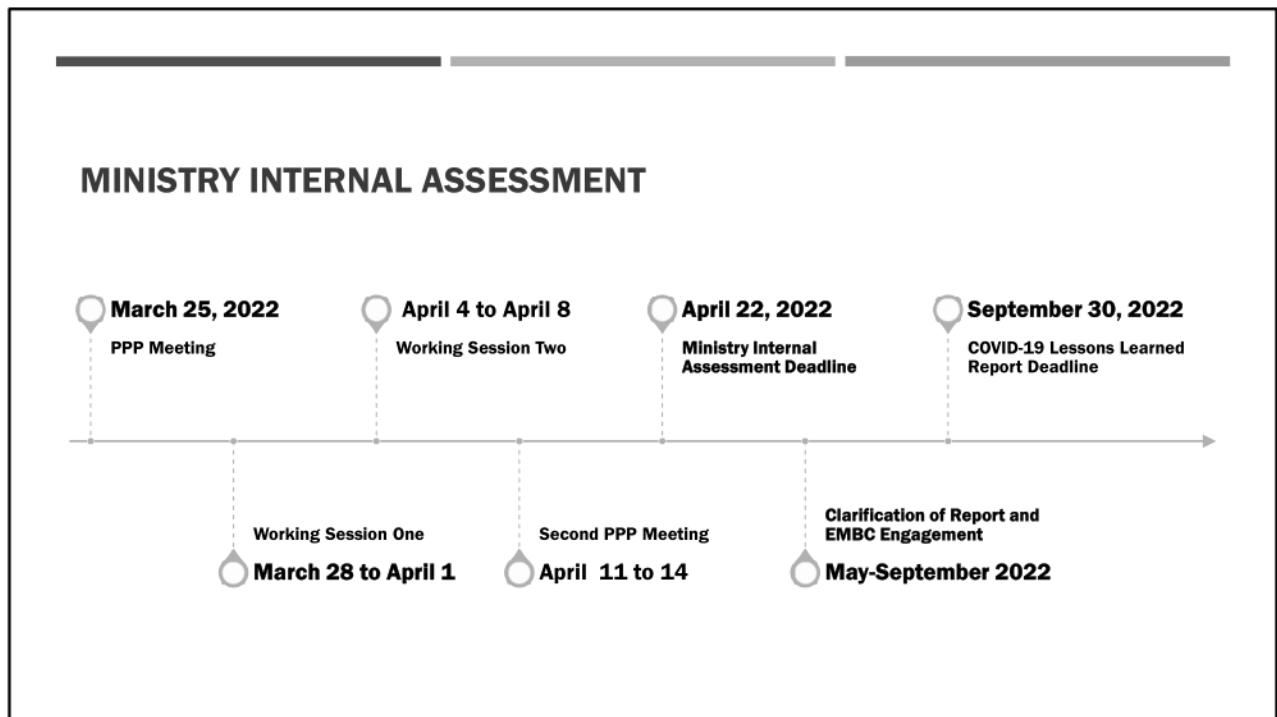 MINISTRY INTERNAL ASSESSMENT
March 25, 2022
PPP Meeting
Working Session One
March 28 to April 1
April 4 to April 8
Working Session Two
Second PPP Meeting
April 11 to 14
April 22, 2022
Ministry Internal
Assessment Deadline
Clarification of Report and
EMBC Engagement
May-September 2022
September 30, 2022
COVID-19 Lessons Learned
Report Deadline